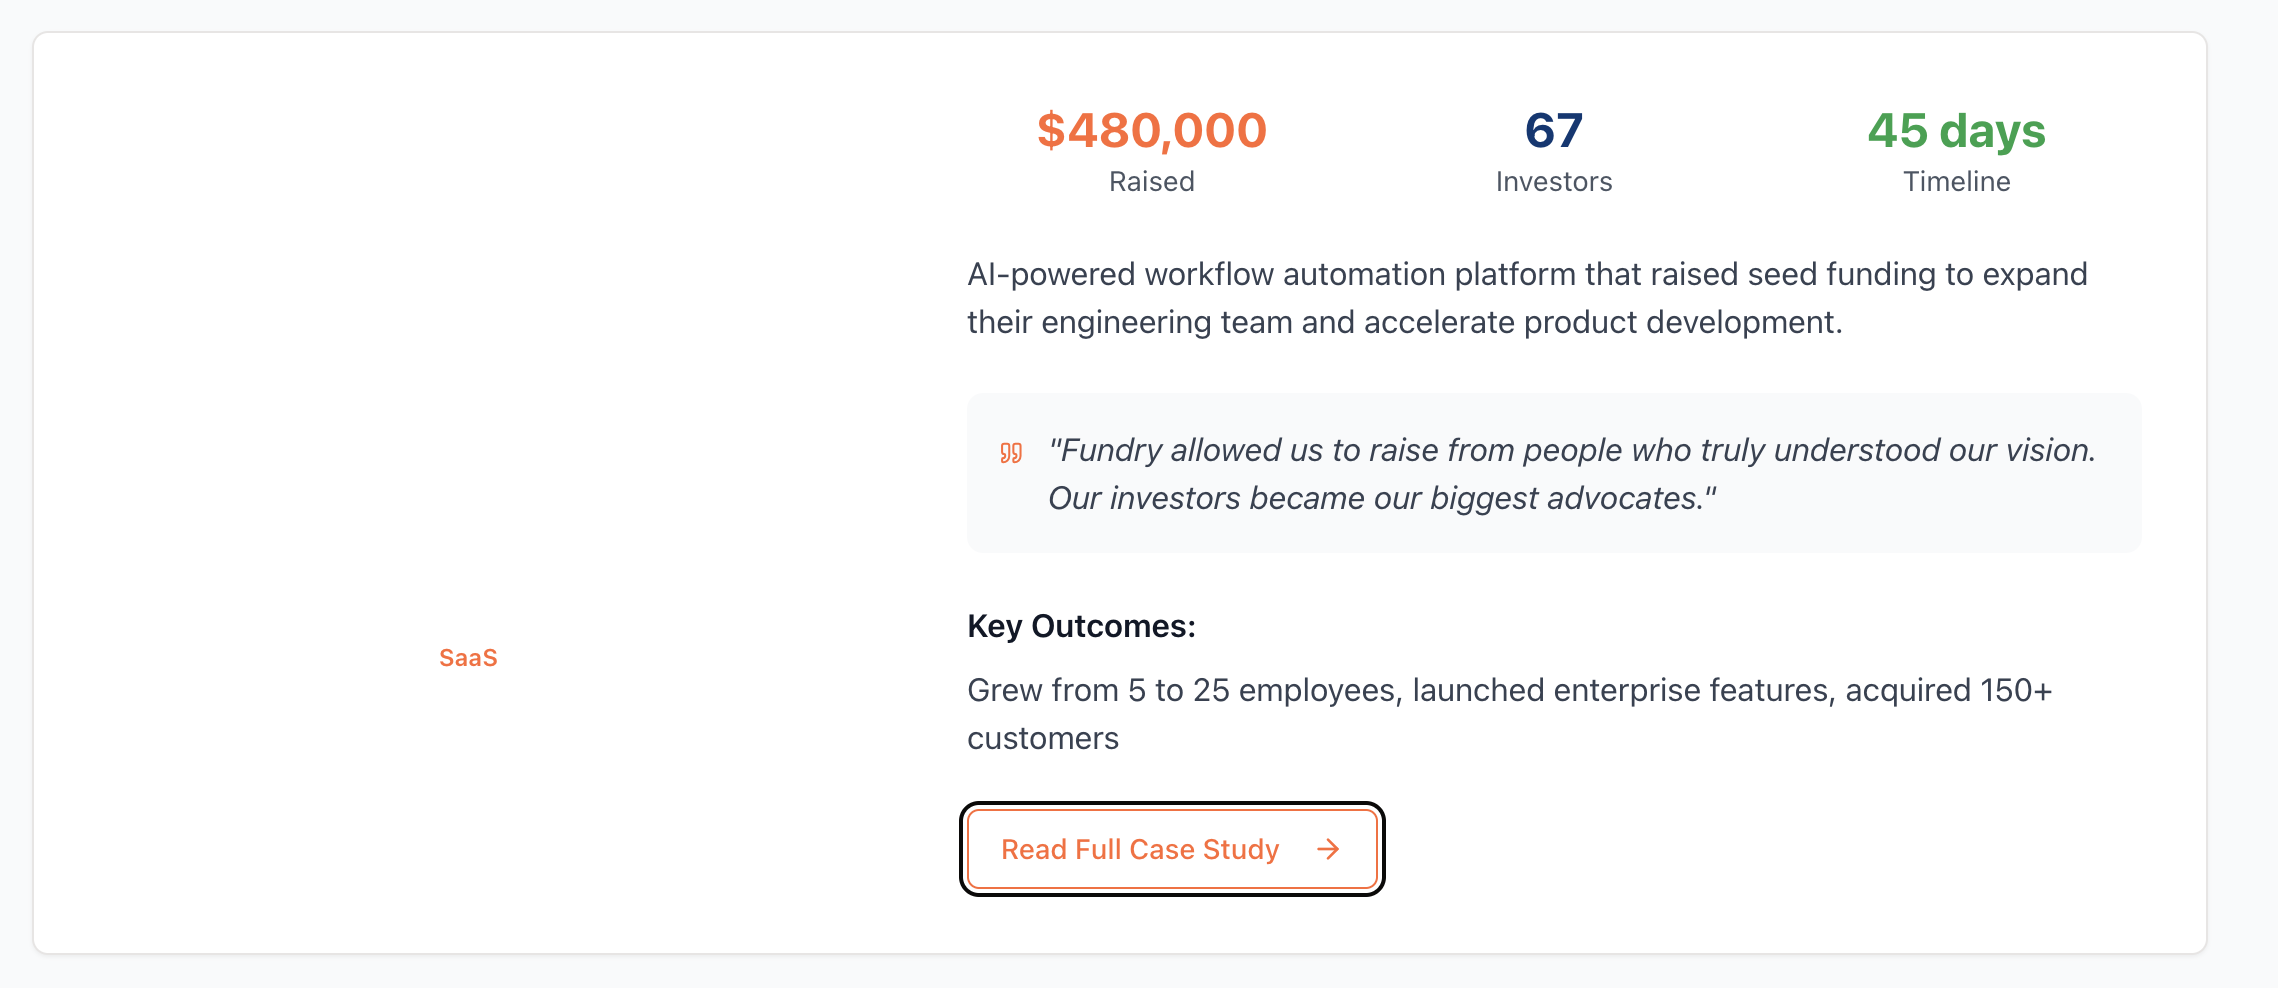 $480,000
Raised
67
Investors
45 days
Timeline
AI-powered workflow automation platform that raised seed funding to expand
their engineering team and accelerate product development.
"Fundry allowed us to raise from people who truly understood our vision.
Our investors became our biggest advocates."
SaaS
Key Outcomes:
Grew from 5 to 25 employees, launched enterprise features, acquired 150+
customers
Read Full Case Study